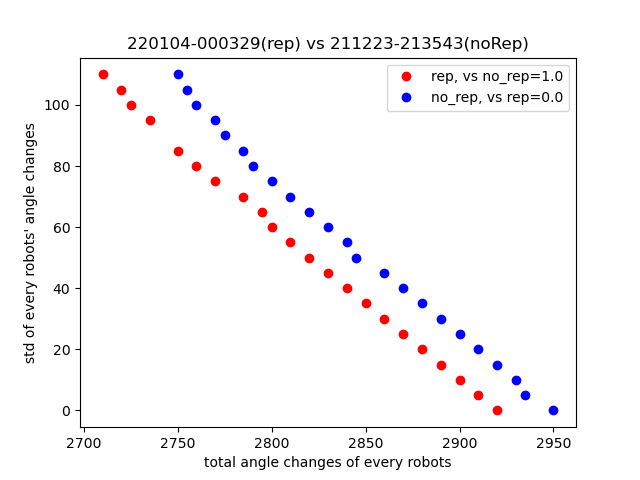 220104-000329(rep) vs 211223-213543(noRep)
rep, vs no_rep=1.0
no_rep, vs rep=0.0
std of every robots' angle changes
100
80
60
40
20
0
2700 2750 2800 2850 2900 2950
total angle changes of every robots